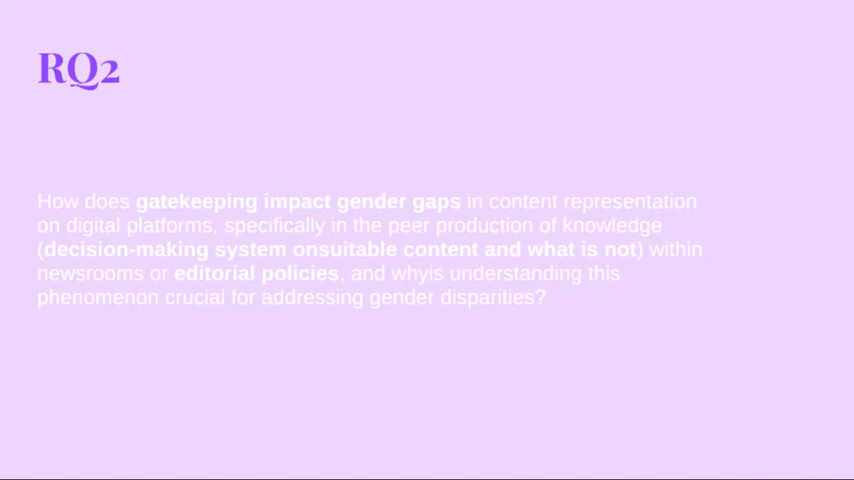 RQ2
How does gatekeeping impact gender gaps in content representation
on digital platforms, specifically in the peer production of knowledge
(decision-making system onsuitable content and what is not) within
newsrooms or editorial policies, and whyis understanding this
phenomenon crucial for addressing gender disparities?